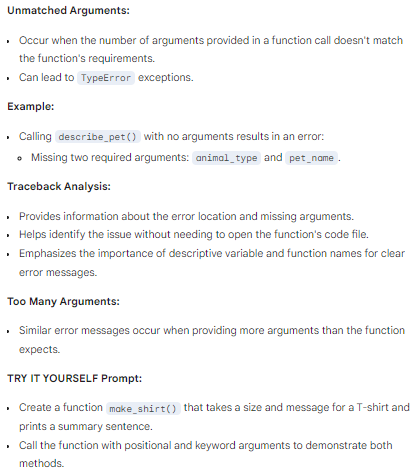 Unmatched Arguments:
• Occur when the number of arguments provided in a function call doesn't match
the function's requirements.
• Can lead to TypeError exceptions.
Example:
• Calling describe_pet() with no arguments results in an error:
◦ Missing two required arguments: animal_type and pet_name.
Traceback Analysis:
• Provides information about the error location and missing arguments.
• Helps identify the issue without needing to open the function's code file.
• Emphasizes the importance of descriptive variable and function names for clear
error messages.
Too Many Arguments:
• Similar error messages occur when providing more arguments than the function
expects.
TRY IT YOURSELF Prompt:
• Create a function make_shirt() that takes a size and message for a T-shirt and
prints a summary sentence.
• Call the function with positional and keyword arguments to demonstrate both
methods.